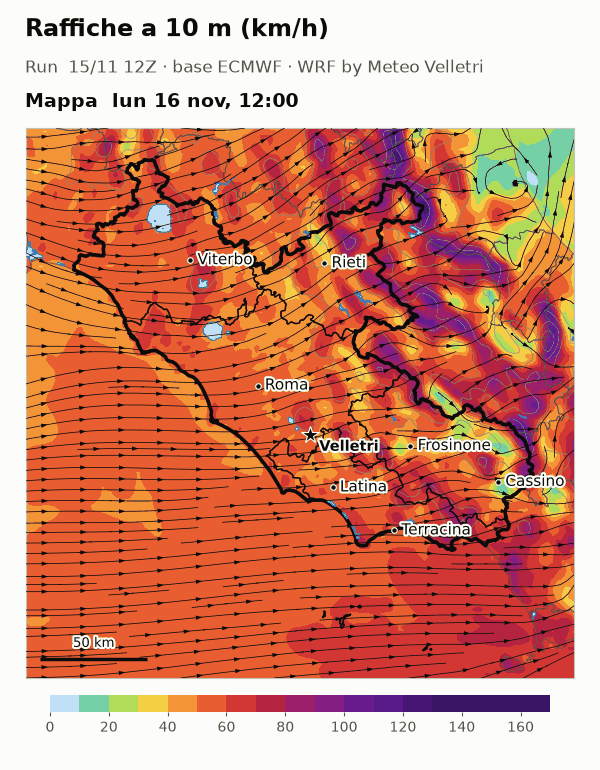 Raffiche a 10 m (km/h)
Run  15/11 12Z · base ECMWF · WRF by Meteo Velletri
Mappa  lun 16 nov, 12:00
Viterbo
Rieti
Roma
Velletri
Frosinone
Cassino
Latina
Terracina
50 km
0 20 40 60 80 100 120 140 160